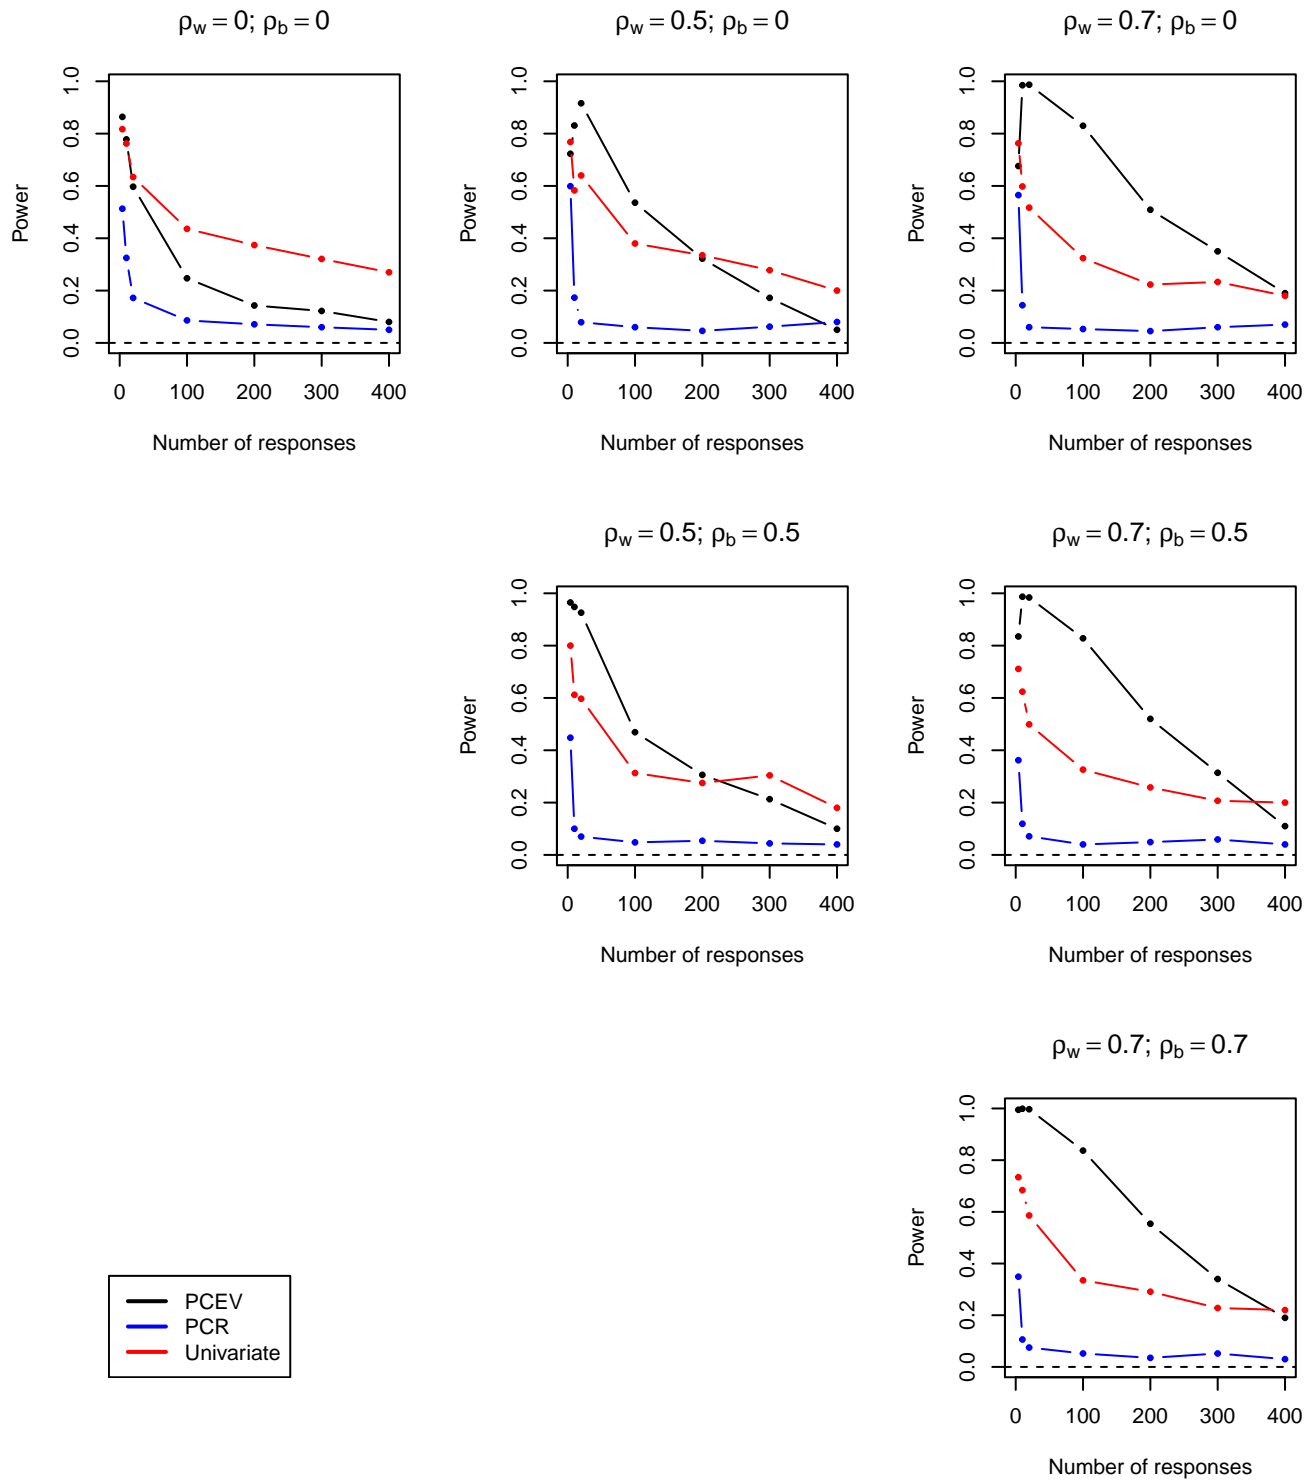 ρw = 0; ρb = 0
Power
0.0 0.2 0.4 0.6 0.8 1.0
0 100 200 300 400
Number of responses
ρw = 0.5; ρb = 0
Power
0.0 0.2 0.4 0.6 0.8 1.0
0 100 200 300 400
Number of responses
ρw = 0.7; ρb = 0
Power
0.0 0.2 0.4 0.6 0.8 1.0
0 100 200 300 400
Number of responses
ρw = 0.5; ρb = 0.5
Power
0.0 0.2 0.4 0.6 0.8 1.0
0 100 200 300 400
Number of responses
ρw = 0.7; ρb = 0.5
Power
0.0 0.2 0.4 0.6 0.8 1.0
0 100 200 300 400
Number of responses
ρw = 0.7; ρb = 0.7
Power
0.0 0.2 0.4 0.6 0.8 1.0
0 100 200 300 400
Number of responses
PCEV
PCR
Univariate